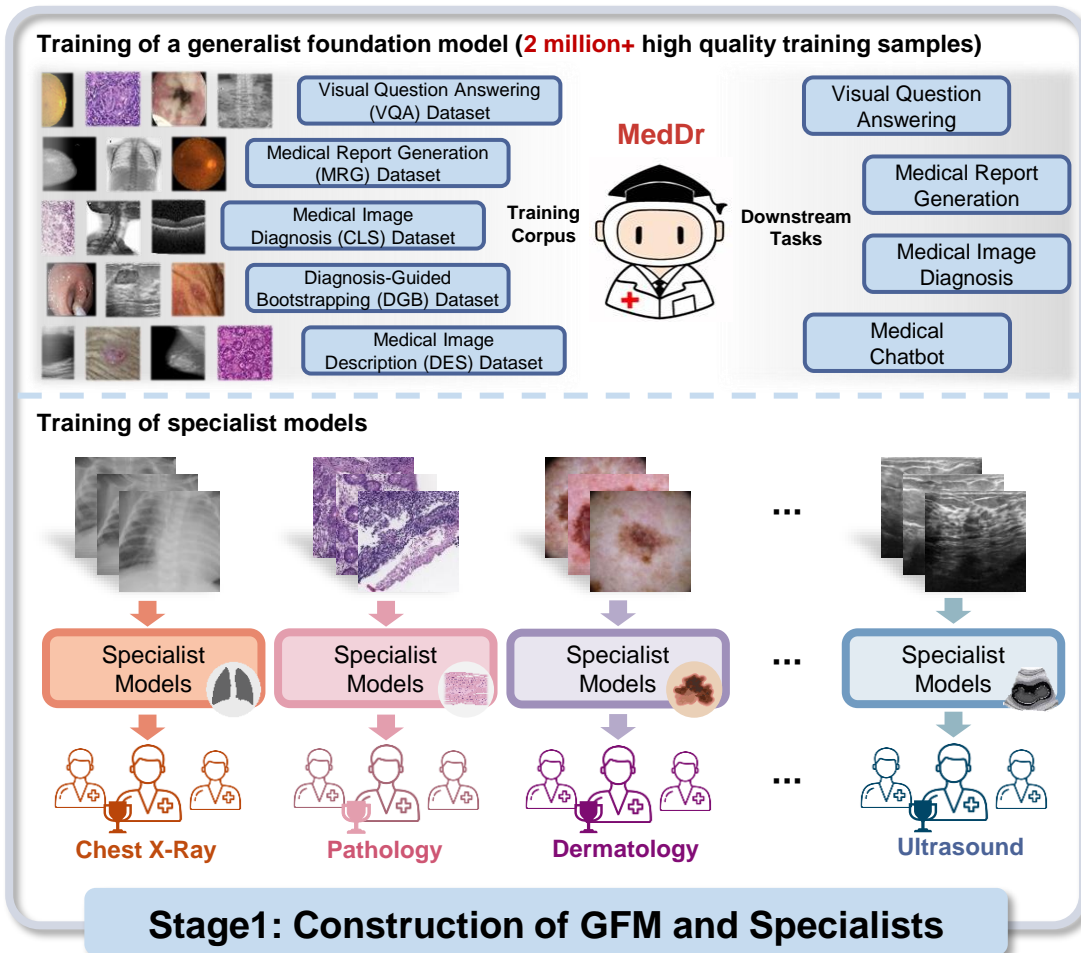 Training of a generalist foundation model (2 million+ high quality training samples)
Visual Question Answering
(VQA) Dataset
Medical Report Generation
(MRG) Dataset
Medical Image
Diagnosis (CLS) Dataset
Diagnosis-Guided
Bootstrapping (DGB) Dataset
Medical Image
Description (DES) Dataset
Training
Corpus
MedDr
Downstream
Tasks
Visual Question
Answering
Medical Report
Generation
Medical Image
Diagnosis
Medical
Chatbot
Training of specialist models
...
Specialist
Models
Specialist
Models
Specialist
Models
...
Specialist
Models
...
Chest X-Ray
Pathology
Dermatology
Ultrasound
Stage1: Construction of GFM and Specialists